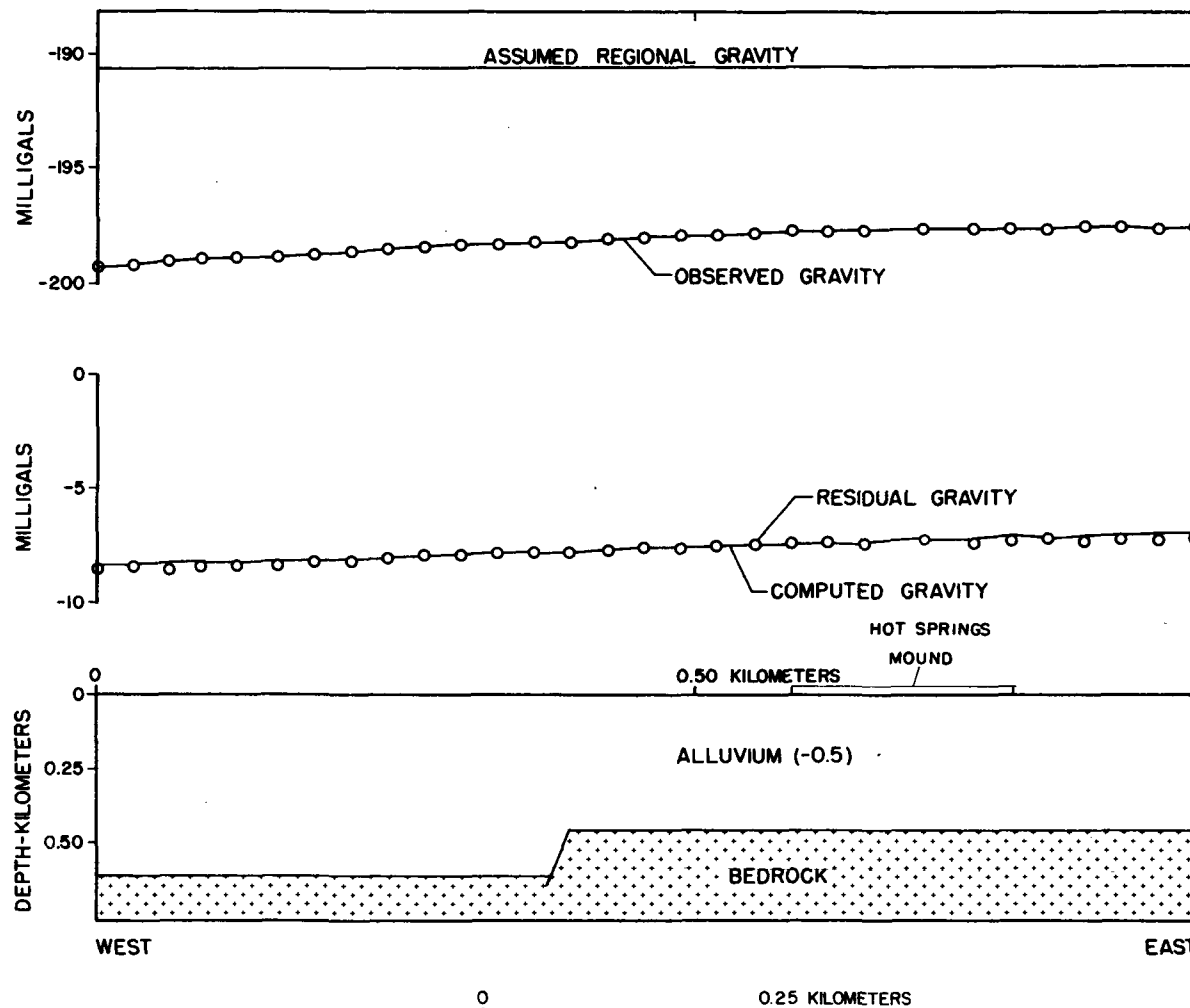 -190
ASSUMED REGIONAL GRAVITY
MILLIGALS
-195
OBSERVED GRAVITY
-200
0
MILLIGALS
-5
RESIDUAL GRAVITY
COMPUTED GRAVITY
-10
HOT SPRINGS
MOUND
0
0.50 KILOMETERS
0
DEPTH-KILOMETERS
ALLUVIUM (-0.5)
0.25
0.50
BEDROCK
WEST
EAST
0
0.25 KILOMETERS